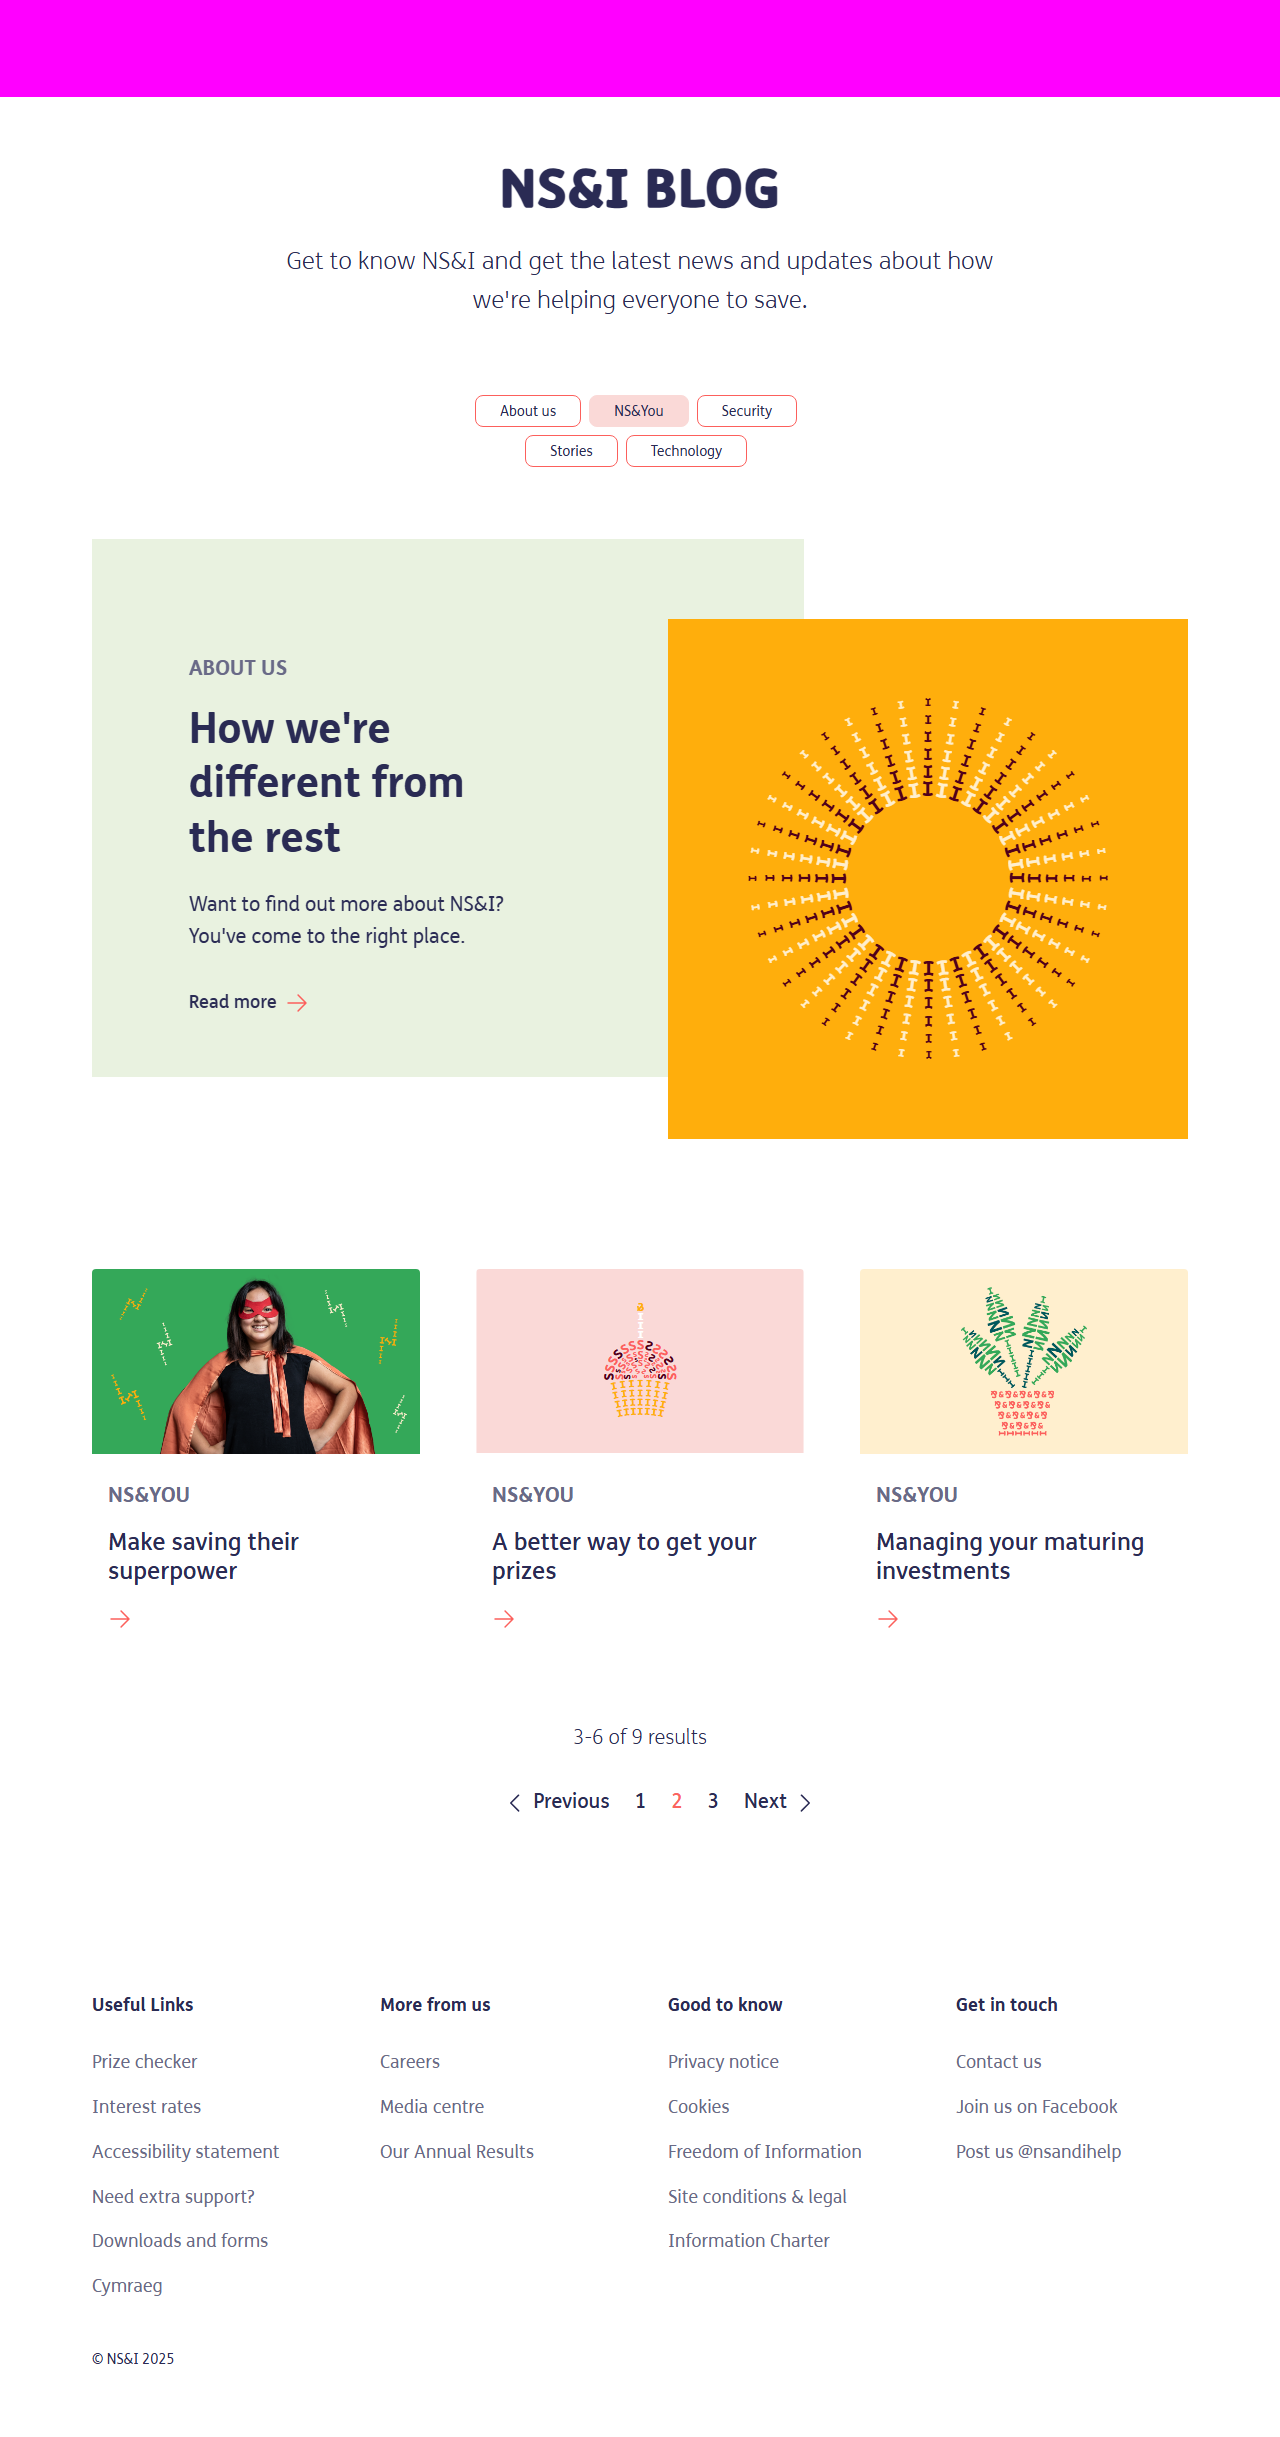 NS&I BLOG
Get to know NS&I and get the latest news and updates about how
we're helping everyone to save.
About us
NS&You
Security
Stories
Technology
ABOUT US
How we're
different from
the rest
Want to find out more about NS&I?
You've come to the right place.
Read more
NS&YOU
Make saving their
superpower
NS&YOU
A better way to get your
prizes
NS&YOU
Managing your maturing
investments
3-6 of 9 results
Previous 1 2 3 Next
Useful Links
Prize checker
Interest rates
Accessibility statement
Need extra support?
Downloads and forms
Cymraeg
More from us
Careers
Media centre
Our Annual Results
Good to know
Privacy notice
Cookies
Freedom of Information
Site conditions & legal
Information Charter
Get in touch
Contact us
Join us on Facebook
Post us @nsandihelp
© NS&I 2025